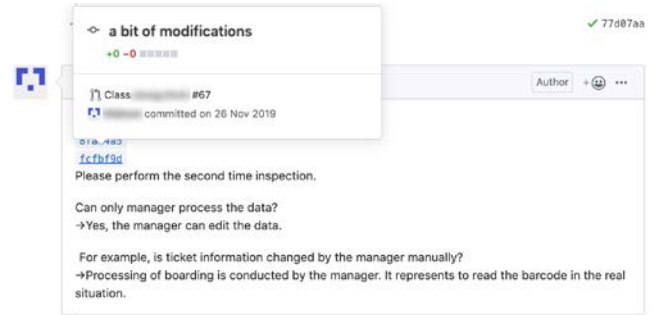 a bit of modifications
77d07aa
+0 −0
Author
Class #67
committed on 26 Nov 2019
fcfbf9d
Please perform the second time inspection.
Can only manager process the data?
→Yes, the manager can edit the data.
For example, is ticket information changed by the manager manually?
→Processing of boarding is conducted by the manager. It represents to read the barcode in the real
situation.